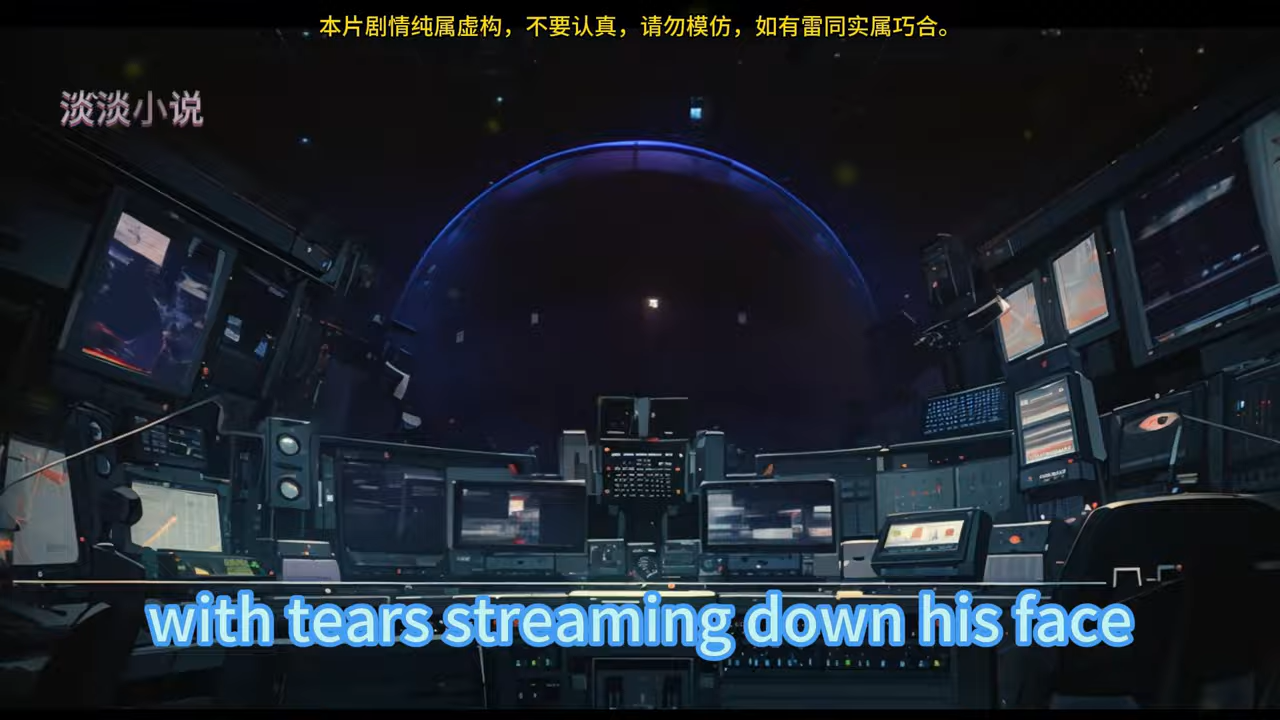 本片剧情纯属虚构，不要认真，请勿模仿，如有雷同实属巧合。
淡淡小说
with tears streaming down his face